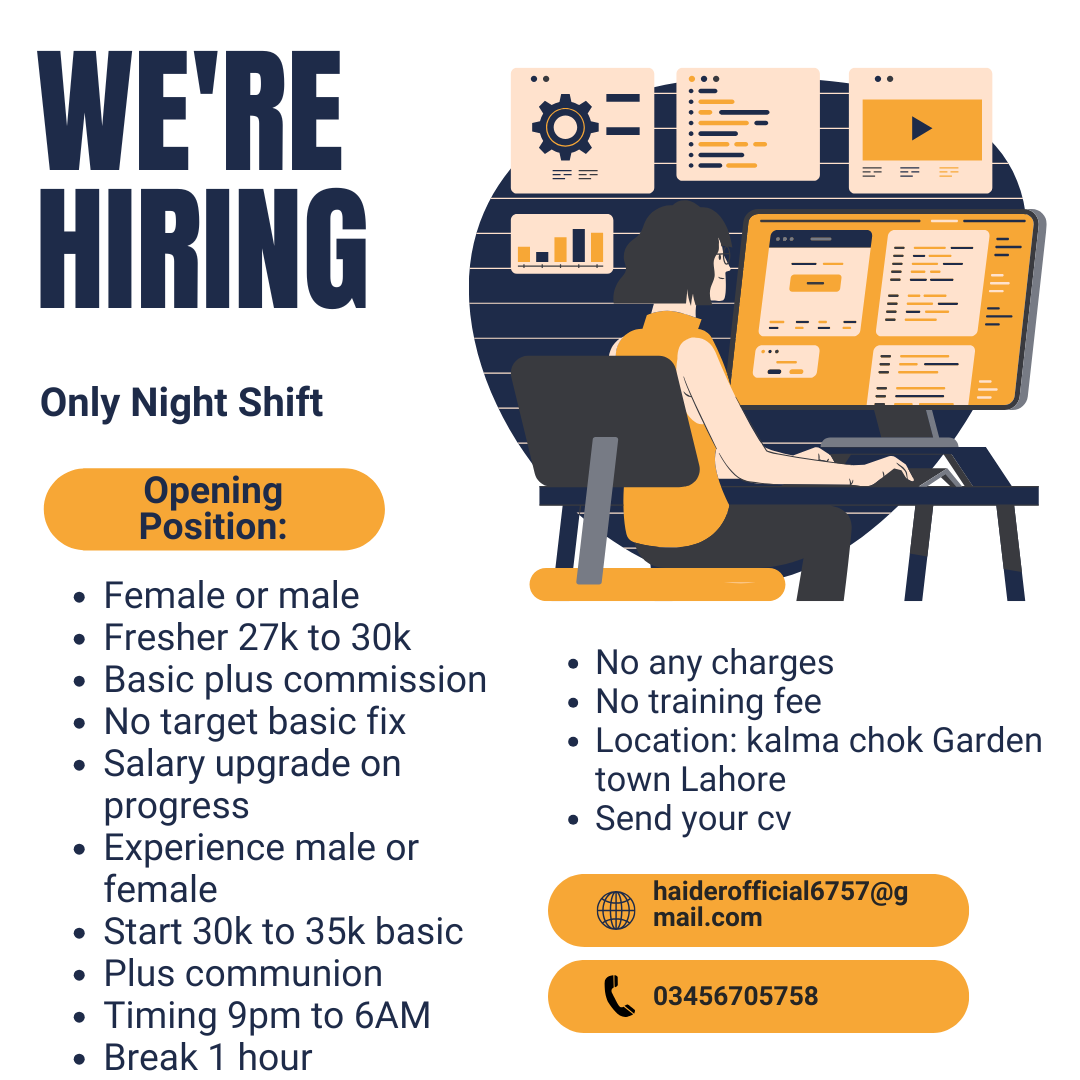 WE'RE
HIRING
Only Night Shift
Opening
Position:
• Female or male
• Fresher 27k to 30k
• Basic plus commission
• No target basic fix
• Salary upgrade on
progress
• Experience male or
female
• Start 30k to 35k basic
• Plus communion
• Timing 9pm to 6AM
• Break 1 hour
• No any charges
• No training fee
• Location: kalma chok Garden
town Lahore
• Send your cv
haiderofficial6757@g
mail.com
03456705758